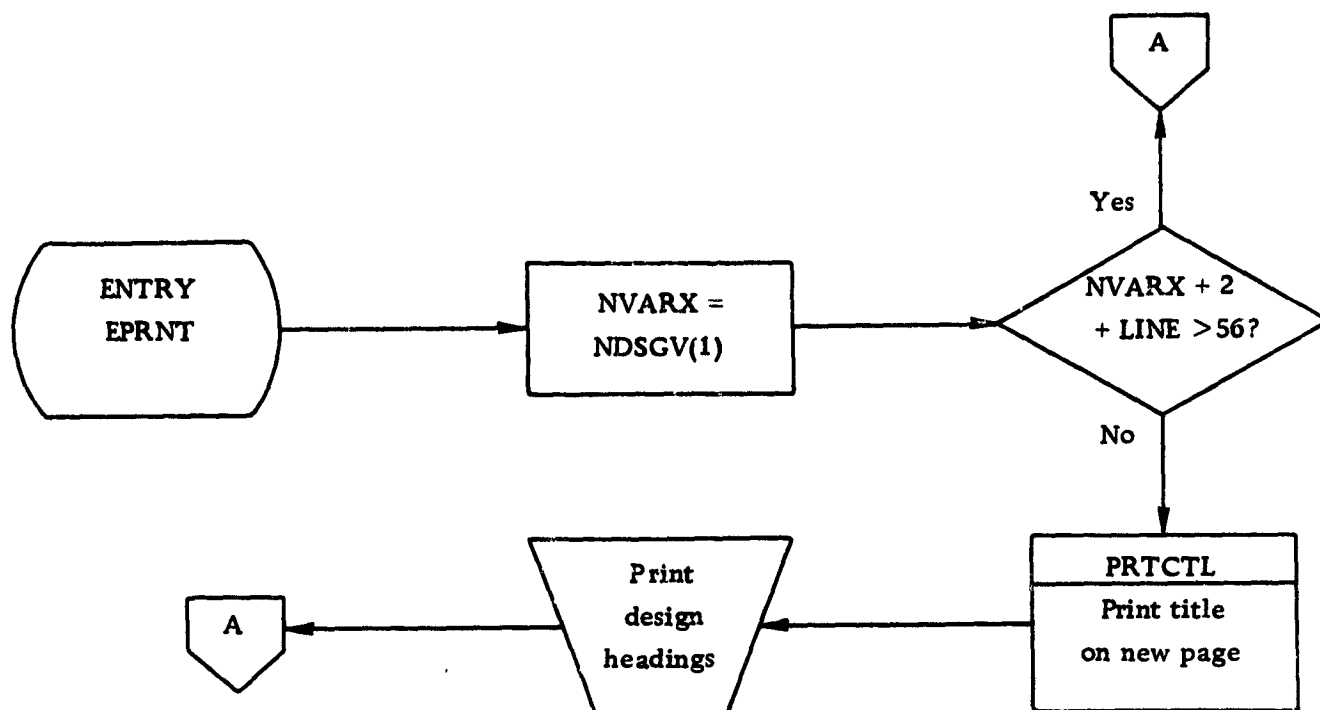 A
Yes
ENTRY
EPRNT
NVARX =
NDSGV(1)
NVARX + 2
+ LINE >56?
No
PRTCTL
Print title
on new page
Print
design
headings
A